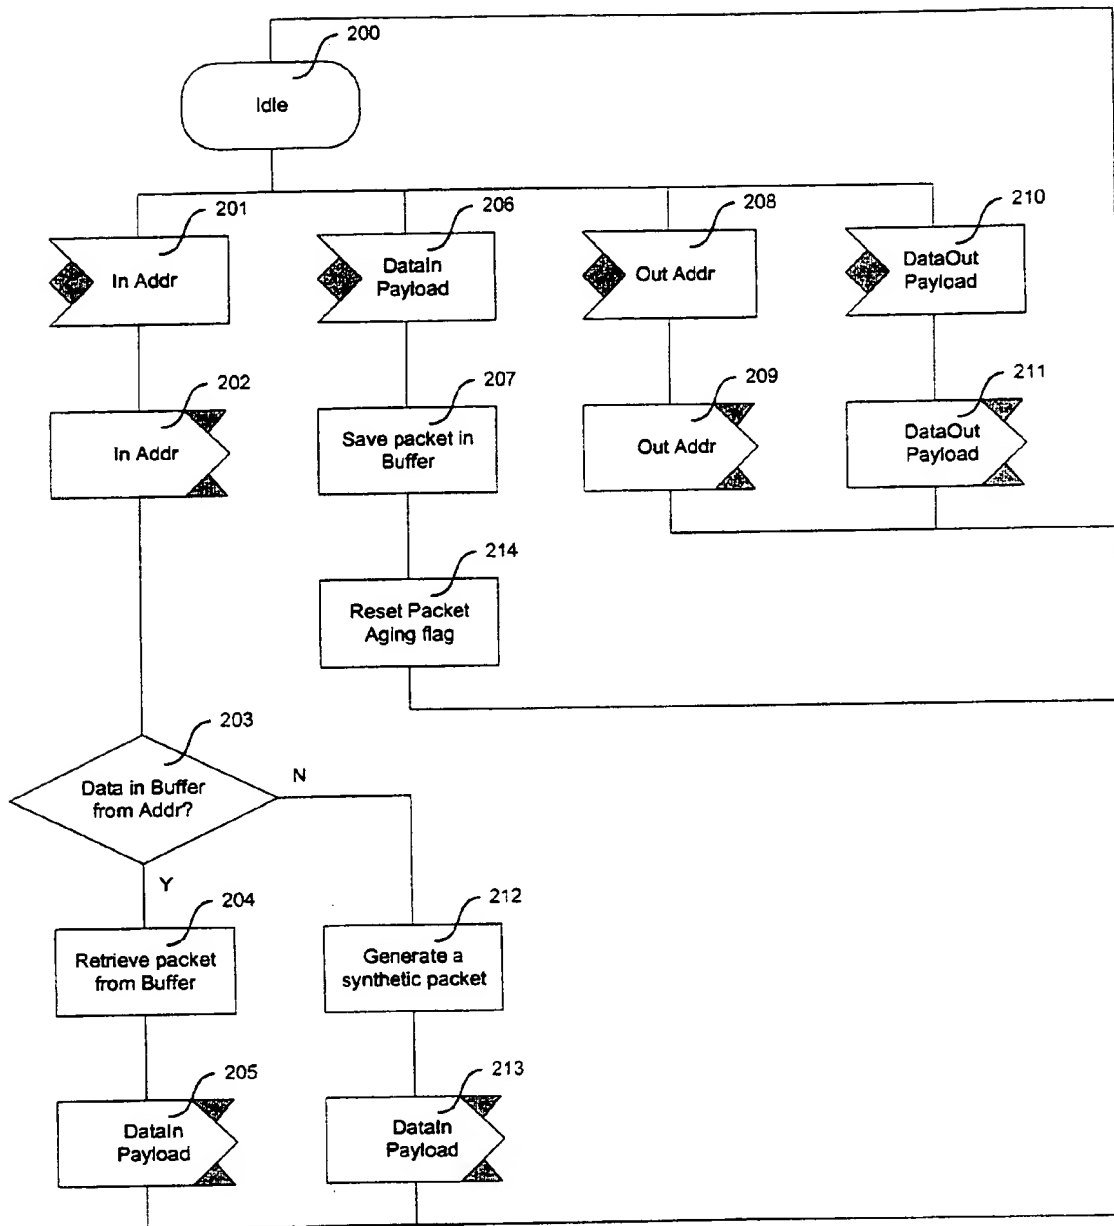 200
Idle
201
206
208
210
In Addr
DataIn
Payload
Out Addr
DataOut
Payload
202
207
209
211
In Addr
Save packet in
Buffer
Out Addr
DataOut
Payload
214
Reset Packet
Aging flag
203
Data in Buffer
from Addr?
N
Y
204
212
Retrieve packet
from Buffer
Generate a
synthetic packet
205
213
DataIn
Payload
DataIn
Payload